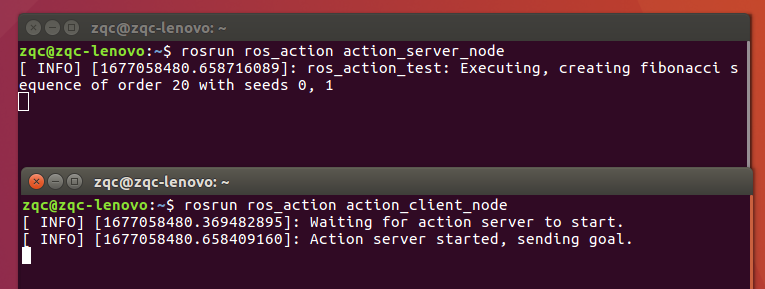 zqc@zqc-lenovo: ~
zqc@zqc-lenovo:~$ rosrun ros_action action_server_node
[ INFO] [1677058480.658716089]: ros_action_test: Executing, creating fibonacci s
equence of order 20 with seeds 0, 1
zqc@zqc-lenovo: ~
zqc@zqc-lenovo:~$ rosrun ros_action action_client_node
[ INFO] [1677058480.369482895]: Waiting for action server to start.
[ INFO] [1677058480.658409160]: Action server started, sending goal.